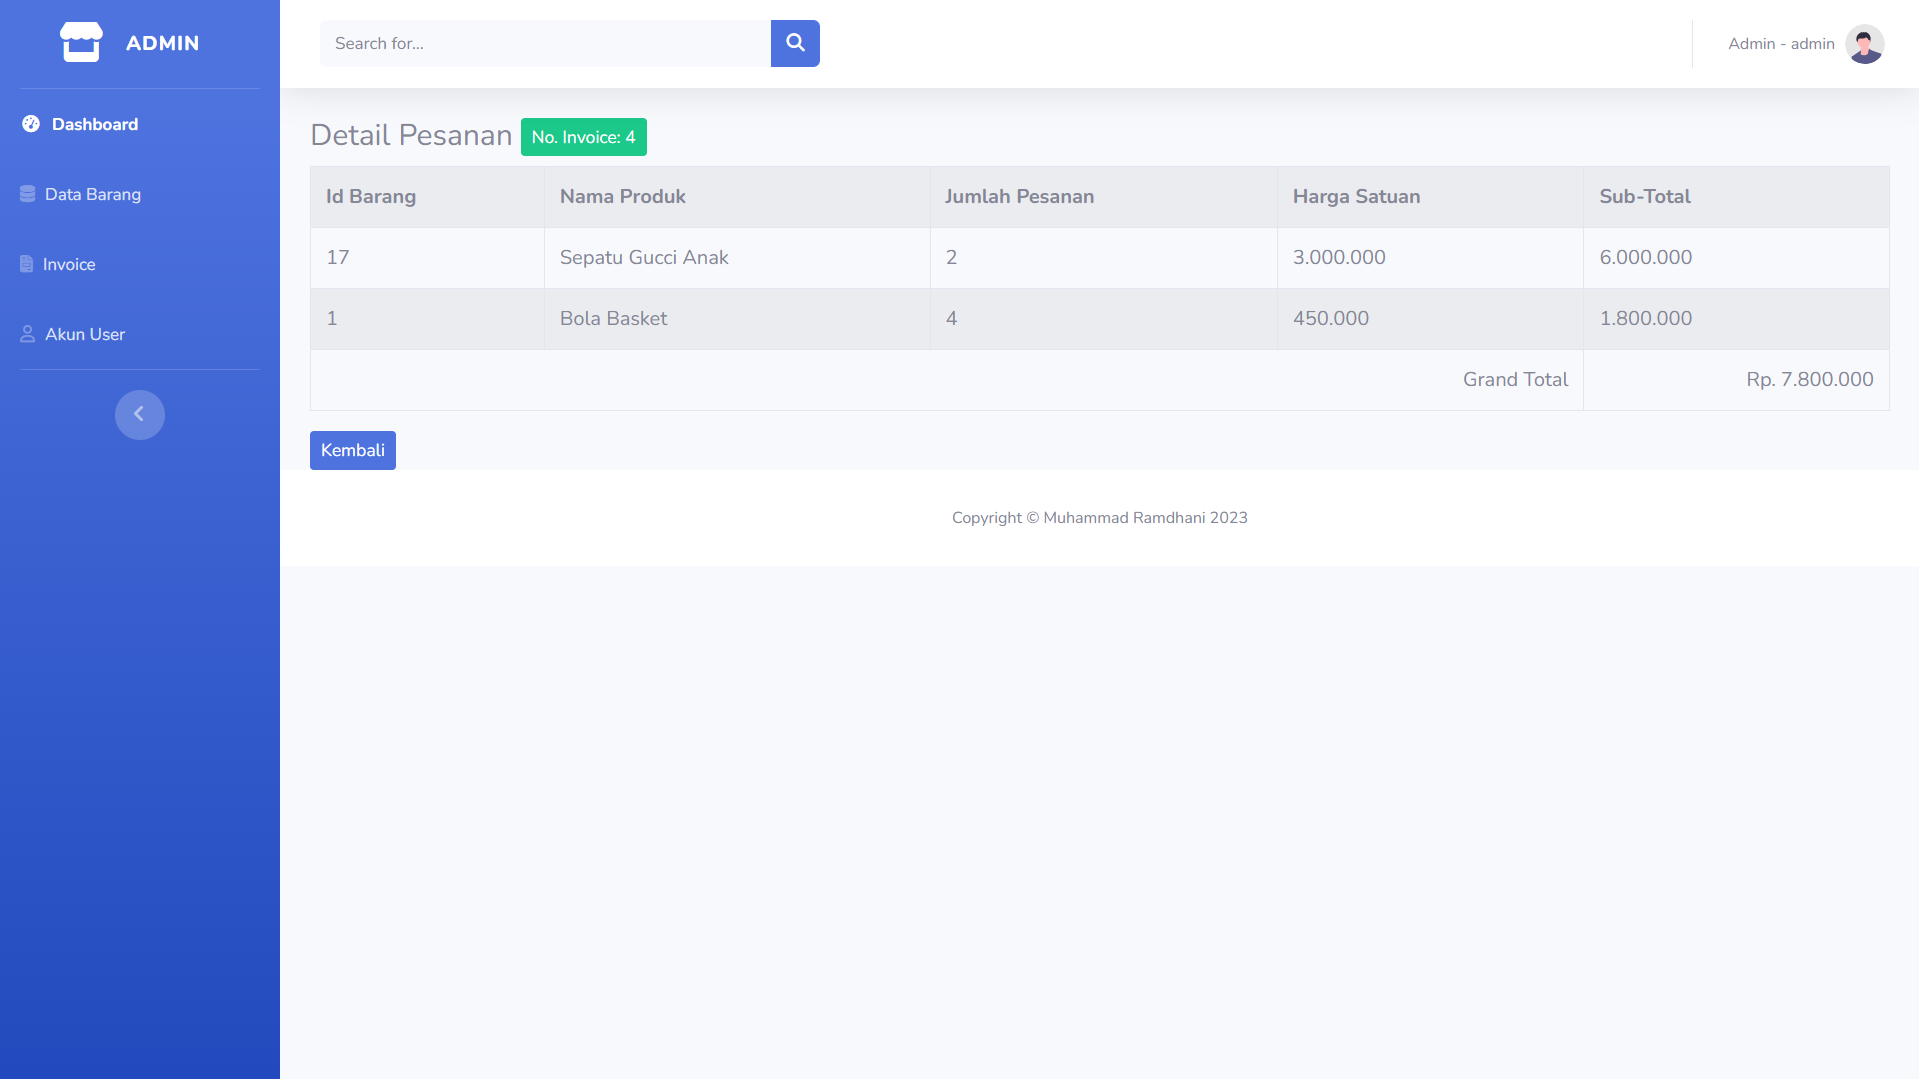 ADMIN
Dashboard
Data Barang
Invoice
Akun User
Search for...
Admin - admin
Detail Pesanan No. Invoice: 4
Id Barang Nama Produk Jumlah Pesanan Harga Satuan Sub-Total
17 Sepatu Gucci Anak 2 3.000.000 6.000.000
1 Bola Basket 4 450.000 1.800.000
Grand Total Rp. 7.800.000
Kembali
Copyright © Muhammad Ramdhani 2023